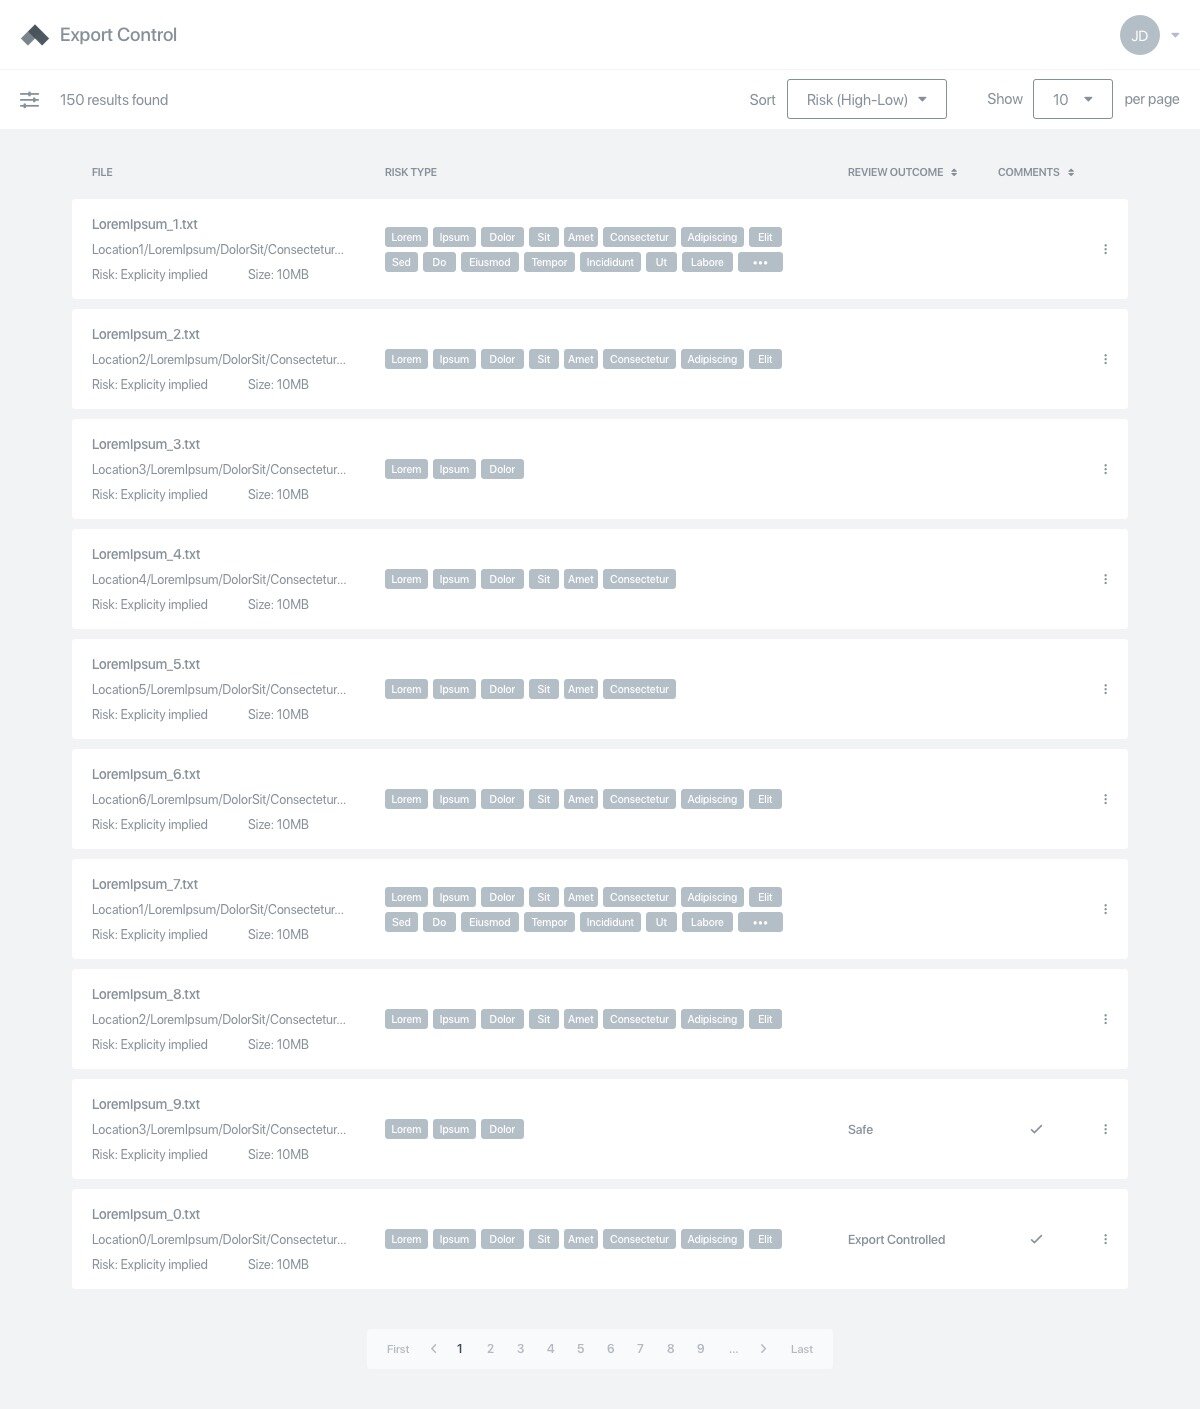 Export Control
JD
150 results found
Sort Risk (High-Low) Show 10 per page
FILE RISK TYPE REVIEW OUTCOME COMMENTS
LoremIpsum_1.txt
Location1/LoremIpsum/DolorSit/Consectetur...
Risk: Explicity implied Size: 10MB
Lorem Ipsum Dolor Sit Amet Consectetur Adipiscing Elit
Sed Do Eiusmod Tempor Incididunt Ut Labore •••
LoremIpsum_2.txt
Location2/LoremIpsum/DolorSit/Consectetur...
Risk: Explicity implied Size: 10MB
Lorem Ipsum Dolor Sit Amet Consectetur Adipiscing Elit
LoremIpsum_3.txt
Location3/LoremIpsum/DolorSit/Consectetur...
Risk: Explicity implied Size: 10MB
Lorem Ipsum Dolor
LoremIpsum_4.txt
Location4/LoremIpsum/DolorSit/Consectetur...
Risk: Explicity implied Size: 10MB
Lorem Ipsum Dolor Sit Amet Consectetur
LoremIpsum_5.txt
Location5/LoremIpsum/DolorSit/Consectetur...
Risk: Explicity implied Size: 10MB
Lorem Ipsum Dolor Sit Amet Consectetur
LoremIpsum_6.txt
Location6/LoremIpsum/DolorSit/Consectetur...
Risk: Explicity implied Size: 10MB
Lorem Ipsum Dolor Sit Amet Consectetur Adipiscing Elit
LoremIpsum_7.txt
Location1/LoremIpsum/DolorSit/Consectetur...
Risk: Explicity implied Size: 10MB
Lorem Ipsum Dolor Sit Amet Consectetur Adipiscing Elit
Sed Do Eiusmod Tempor Incididunt Ut Labore •••
LoremIpsum_8.txt
Location2/LoremIpsum/DolorSit/Consectetur...
Risk: Explicity implied Size: 10MB
Lorem Ipsum Dolor Sit Amet Consectetur Adipiscing Elit
LoremIpsum_9.txt
Location3/LoremIpsum/DolorSit/Consectetur...
Risk: Explicity implied Size: 10MB
Lorem Ipsum Dolor
Safe
LoremIpsum_0.txt
Location0/LoremIpsum/DolorSit/Consectetur...
Risk: Explicity implied Size: 10MB
Lorem Ipsum Dolor Sit Amet Consectetur Adipiscing Elit
Export Controlled
First < 1 2 3 4 5 6 7 8 9 ... > Last